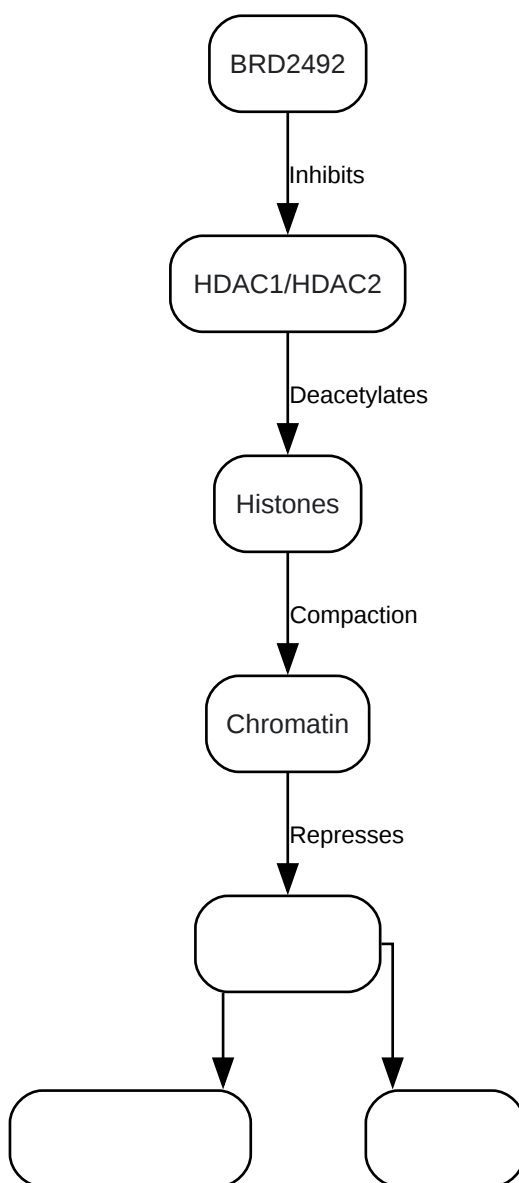 BRD2492
Inhibits
HDAC1/HDAC2
Deacetylates
Histones
Compaction
Chromatin
Represses